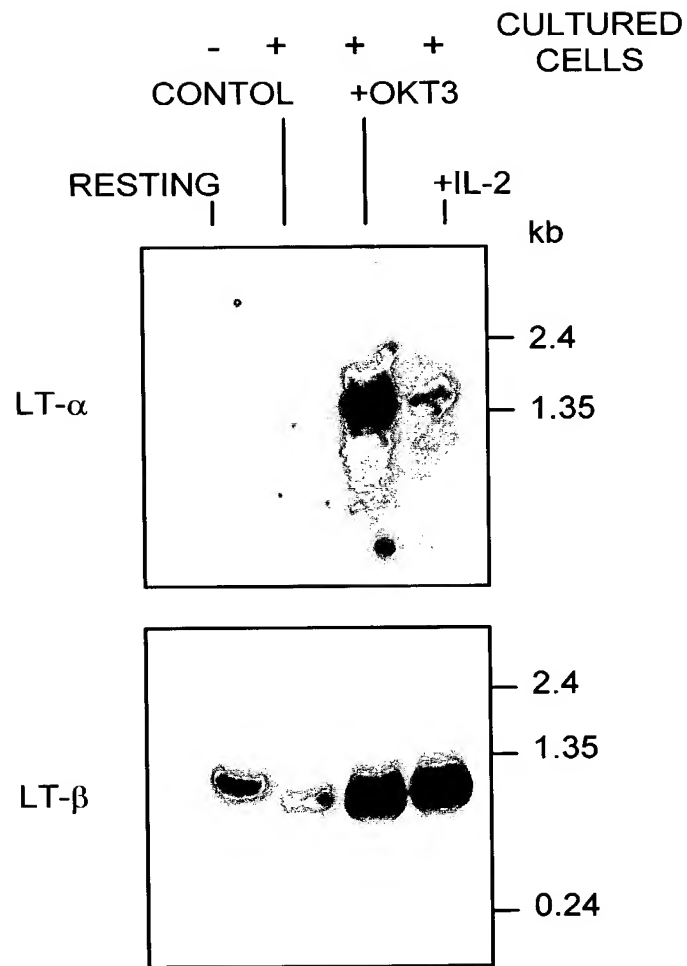 - + + + CULTURED
CELLS
CONTOL +OKT3
RESTING +IL-2
kb
2.4
LT-α 1.35
2.4
1.35
LT-β
0.24